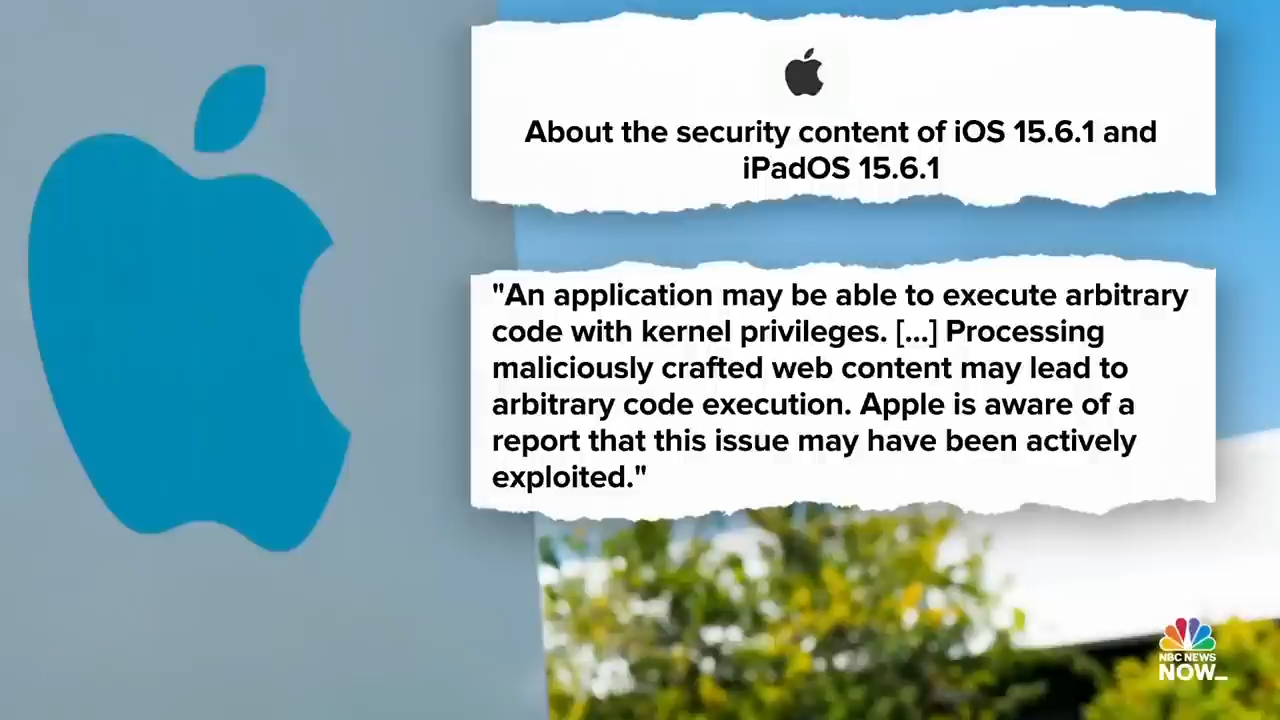 About the security content of iOS 15.6.1 and
iPadOS 15.6.1
"An application may be able to execute arbitrary
code with kernel privileges. [...] Processing
maliciously crafted web content may lead to
arbitrary code execution. Apple is aware of a
report that this issue may have been actively
exploited."
NBC NEWS
NOW_